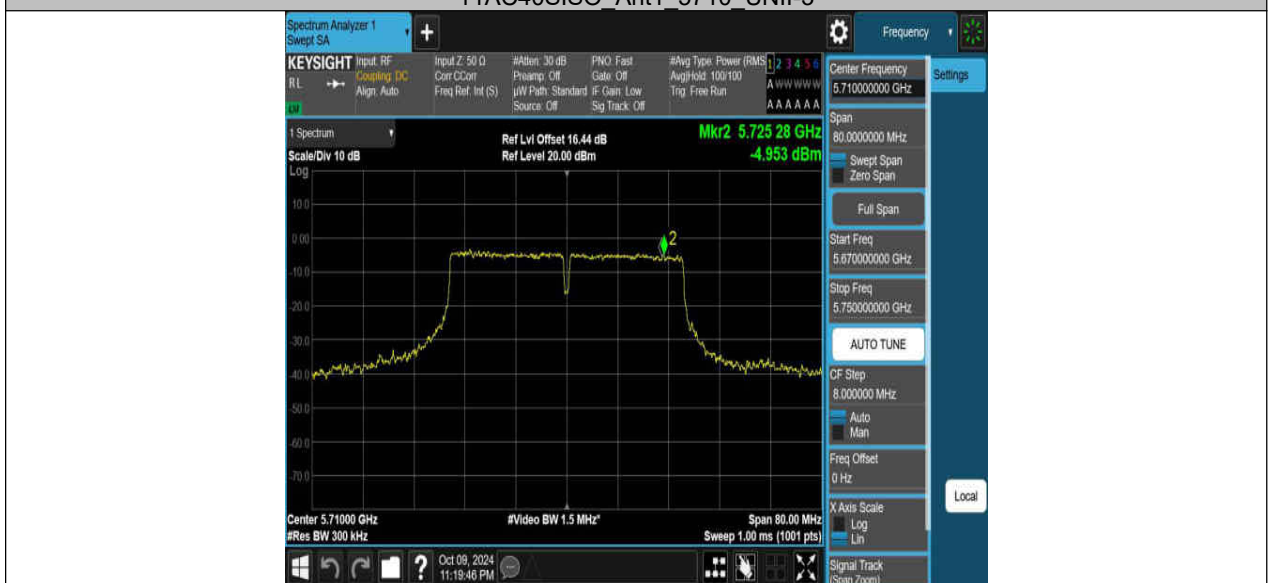 11AC40SISO_Ant1_5710_UNII-3
Spectrum Analyzer 1
Swept SA
+
Frequency
KEYSIGHT
RL
Input: RF
Coupling: DC
Align: Auto
Input Z: 50 Ω
Corr CCorr
Freq Ref: Int (S)
#Atten: 30 dB
Preamp: Off
µW Path: Standard
Source: Off
PNO: Fast
Gate: Off
IF Gain: Low
Sig Track: Off
#Avg Type: Power (RMS
Avg|Hold: 100/100
Trig: Free Run
1 2 3 4 5 6
A W W W W W
A A A A A A
Center Frequency
5.710000000 GHz
Settings
1 Spectrum
Scale/Div 10 dB
Log
Ref Lvl Offset 16.44 dB
Ref Level 20.00 dBm
Mkr2 5.725 28 GHz
-4.953 dBm
Span
80.0000000 MHz
Swept Span
Zero Span
Full Span
Start Freq
5.670000000 GHz
Stop Freq
5.750000000 GHz
AUTO TUNE
CF Step
8.000000 MHz
Auto
Man
Freq Offset
0 Hz
X Axis Scale
Log
Lin
Signal Track
(Span Zoom)
Local
10.0
0.00
-10.0
-20.0
-30.0
-40.0
-50.0
-60.0
-70.0
2
Center 5.71000 GHz
#Res BW 300 kHz
#Video BW 1.5 MHz*
Span 80.00 MHz
Sweep 1.00 ms (1001 pts)
?
Oct 09, 2024
11:19:46 PM